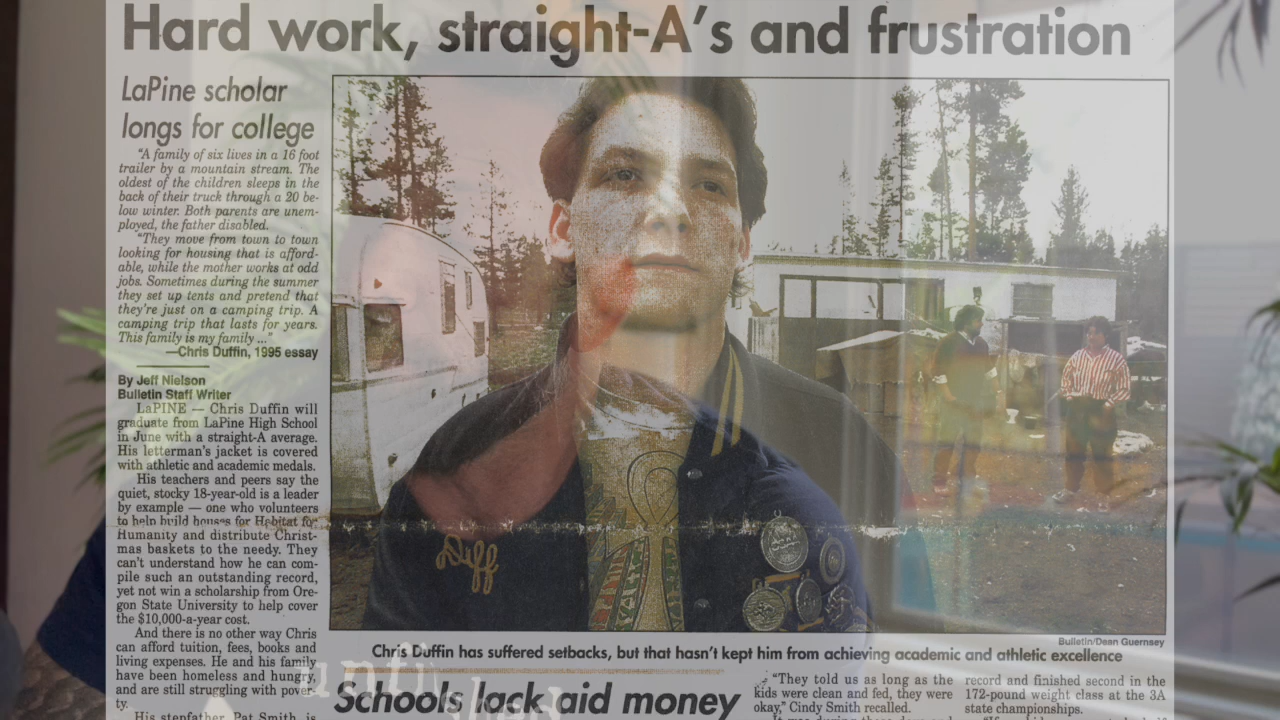 Hard work, straight-A's and frustration
LaPine scholar
longs for college
"A family of six lives in a 16 foot
trailer by a mountain stream. The
oldest of the children sleeps in the
back of their truck through a 20 be-
low winter. Both parents are unem-
ployed, the father disabled.
"They move from town to town
looking for housing that is afford-
able, while the mother works at odd
jobs. Sometimes during the summer
they set up tents and pretend that
they're just on a camping trip. A
camping trip that lasts for years.
This family is my family ..."
—Chris Duffin, 1995 essay
By Jeff Nielson
Bulletin Staff Writer
LaPINE — Chris Duffin will
graduate from LaPine High School
in June with a straight-A average.
His letterman's jacket is covered
with athletic and academic medals.
His teachers and peers say the
quiet, stocky 18-year-old is a leader
by example — one who volunteers
to help build houses for Habitat for
Humanity and distribute Christ-
mas baskets to the needy. They
can't understand how he can com-
pile such an outstanding record,
yet not win a scholarship from Ore-
gon State University to help cover
the $10,000-a-year cost.
And there is no other way Chris
can afford tuition, fees, books and
living expenses. He and his family
have been homeless and hungry,
and are still struggling with pover-
ty.
His stepfather, Pat Smith, is
Duff
Bulletin/Dean Guernsey
Chris Duffin has suffered setbacks, but that hasn't kept him from achieving academic and athletic excellence
Schools lack aid money
"They told us as long as the
kids were clean and fed, they were
okay," Cindy Smith recalled.
record and finished second in the
172-pound weight class at the 3A
state championships.